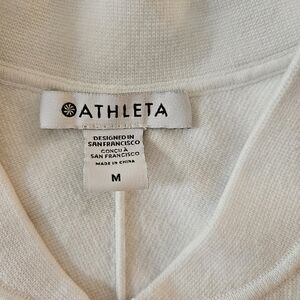 ATHLETA
DESIGNED IN
SAN FRANCISCO
CONÇU À
SAN FRANCISCO
MADE IN CHINA
M